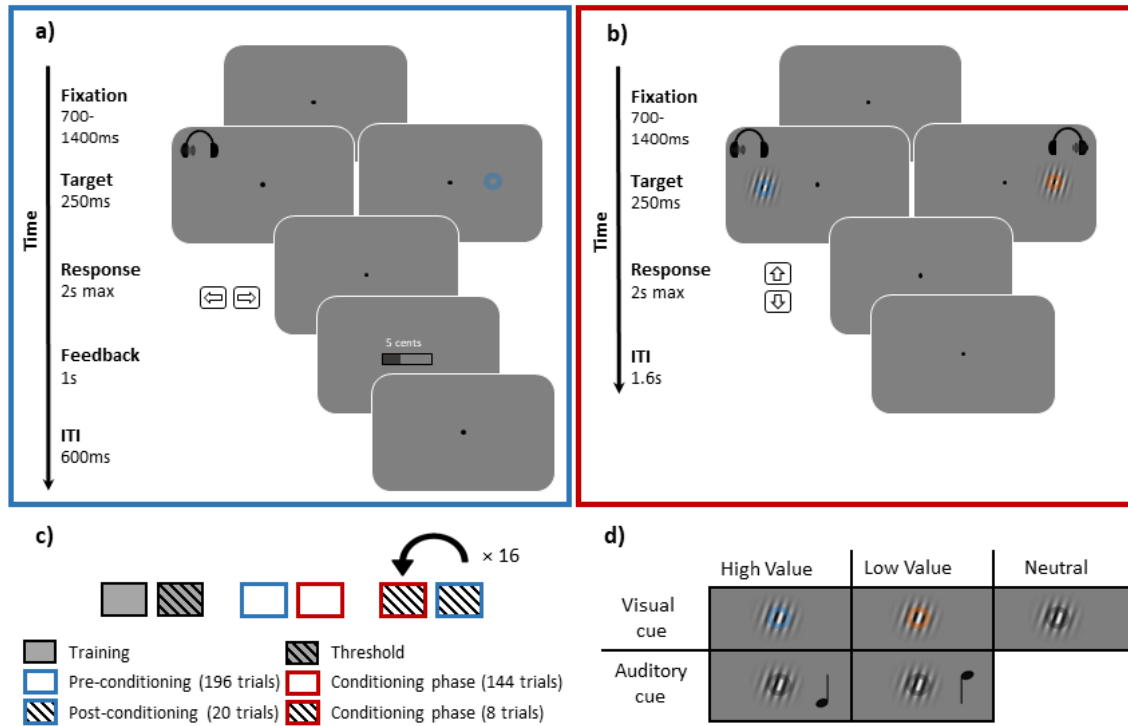 a)
Time
Fixation
700-
1400ms
Target
250ms
Response
2s max
Feedback
1s
5 cents
ITI
600ms
b)
Time
Fixation
700-
1400ms
Target
250ms
Response
2s max
ITI
1.6s
c)
× 16
Training
Threshold
Pre-conditioning (196 trials)
Conditioning phase (144 trials)
Post-conditioning (20 trials)
Conditioning phase (8 trials)
d)
High Value
Low Value
Neutral
Visual
cue
Auditory
cue